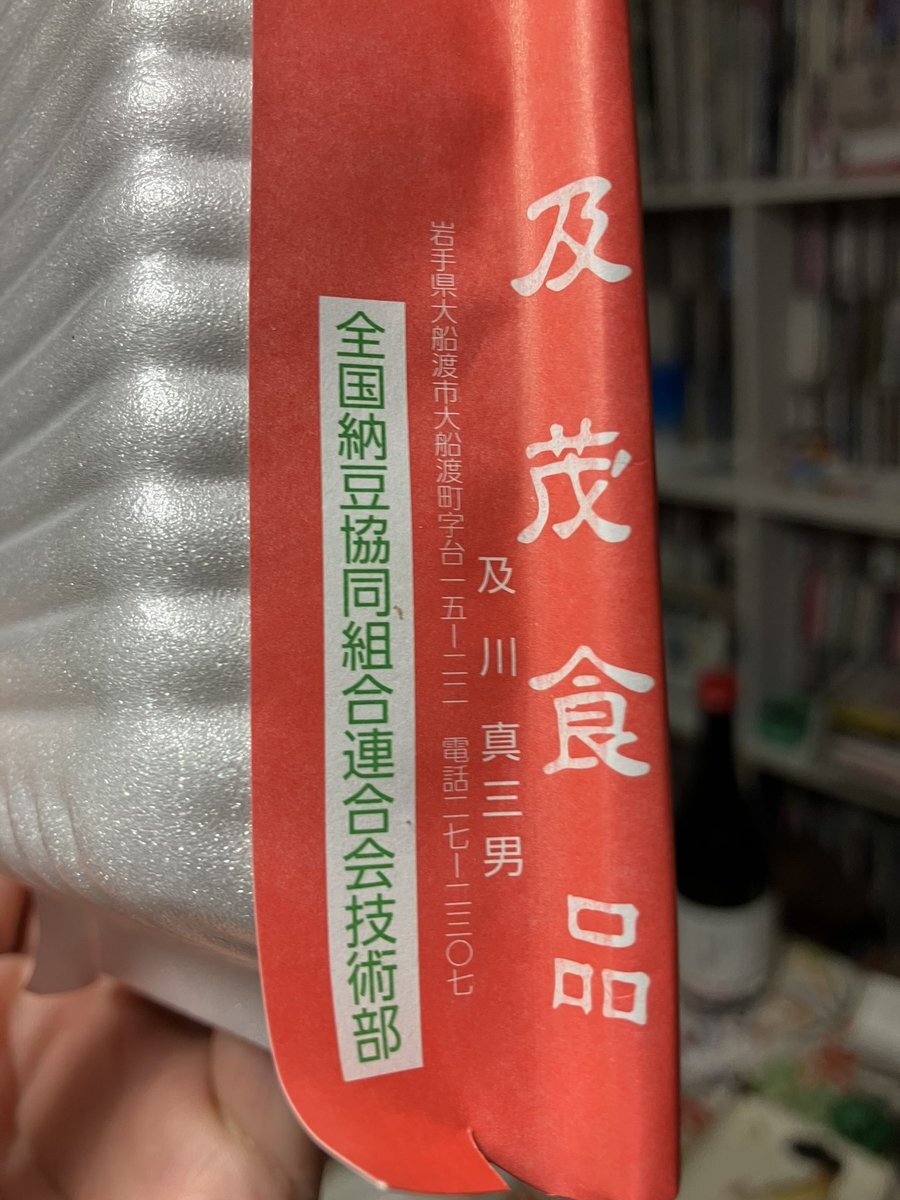 及茂食品
及川真三男
岩手県大船渡市大船渡町字台一五ー二二 電話二七ー二三〇七
全国納豆協同組合連合会技術部